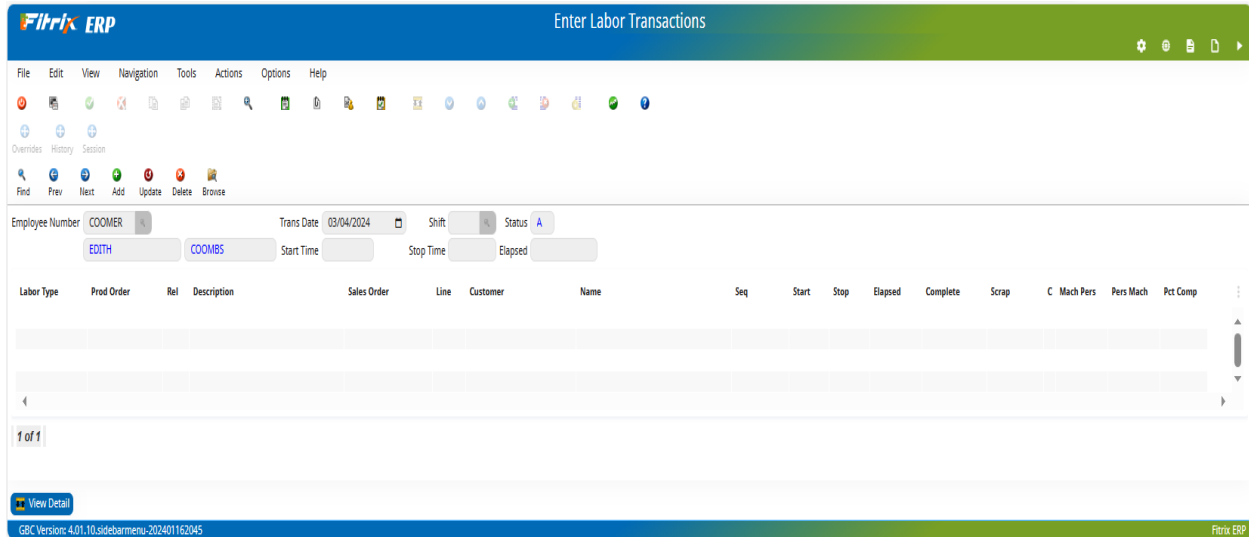 Fitrix ERP Enter Labor Transactions
File Edit View Navigation Tools Actions Options Help
Overrides History Session
Find Prev Next Add Update Delete Browse
Employee Number COOMER Trans Date 03/04/2024 Shift Status A
EDITH COOMBS Start Time Stop Time Elapsed
Labor Type Prod Order Rel Description Sales Order Line Customer Name Seq Start Stop Elapsed Complete Scrap C Mach Pers Pers Mach Pct Comp
1 of 1
View Detail
GBC Version: 4.01.10.sidebarmenu-202401162045 Fitrix ERP